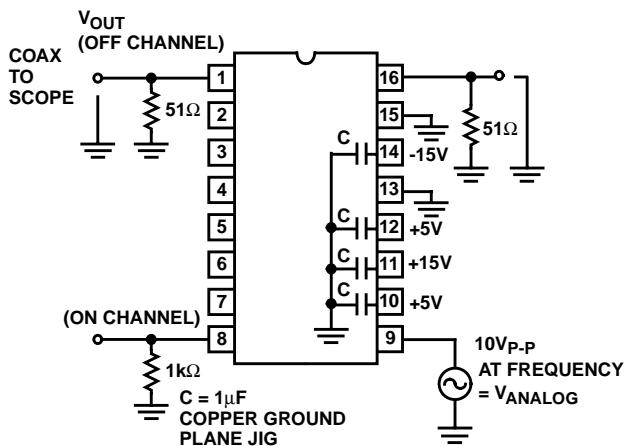 VOUT
(OFF CHANNEL)
COAX
TO
SCOPE
51Ω
1
2
3
4
5
6
7
8
16
15
14
13
12
11
10
9
C
-15V
C
+5V
C
+15V
C
+5V
51Ω
(ON CHANNEL)
1kΩ
C = 1μF
COPPER GROUND
PLANE JIG
10VP-P
AT FREQUENCY
= VANALOG